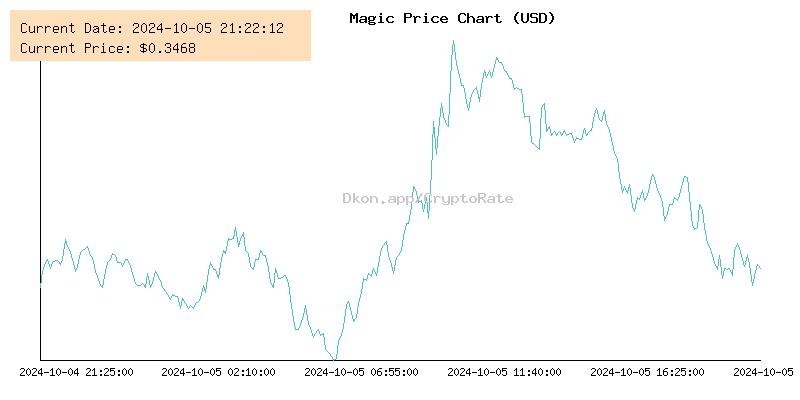 Magic Price Chart (USD)
Current Date: 2024-10-05 21:22:12
Current Price: $0.3468
Dkon.app/CryptoRate
2024-10-04 21:25:00 2024-10-05 02:10:00 2024-10-05 06:55:00 2024-10-05 11:40:00 2024-10-05 16:25:00 2024-10-05